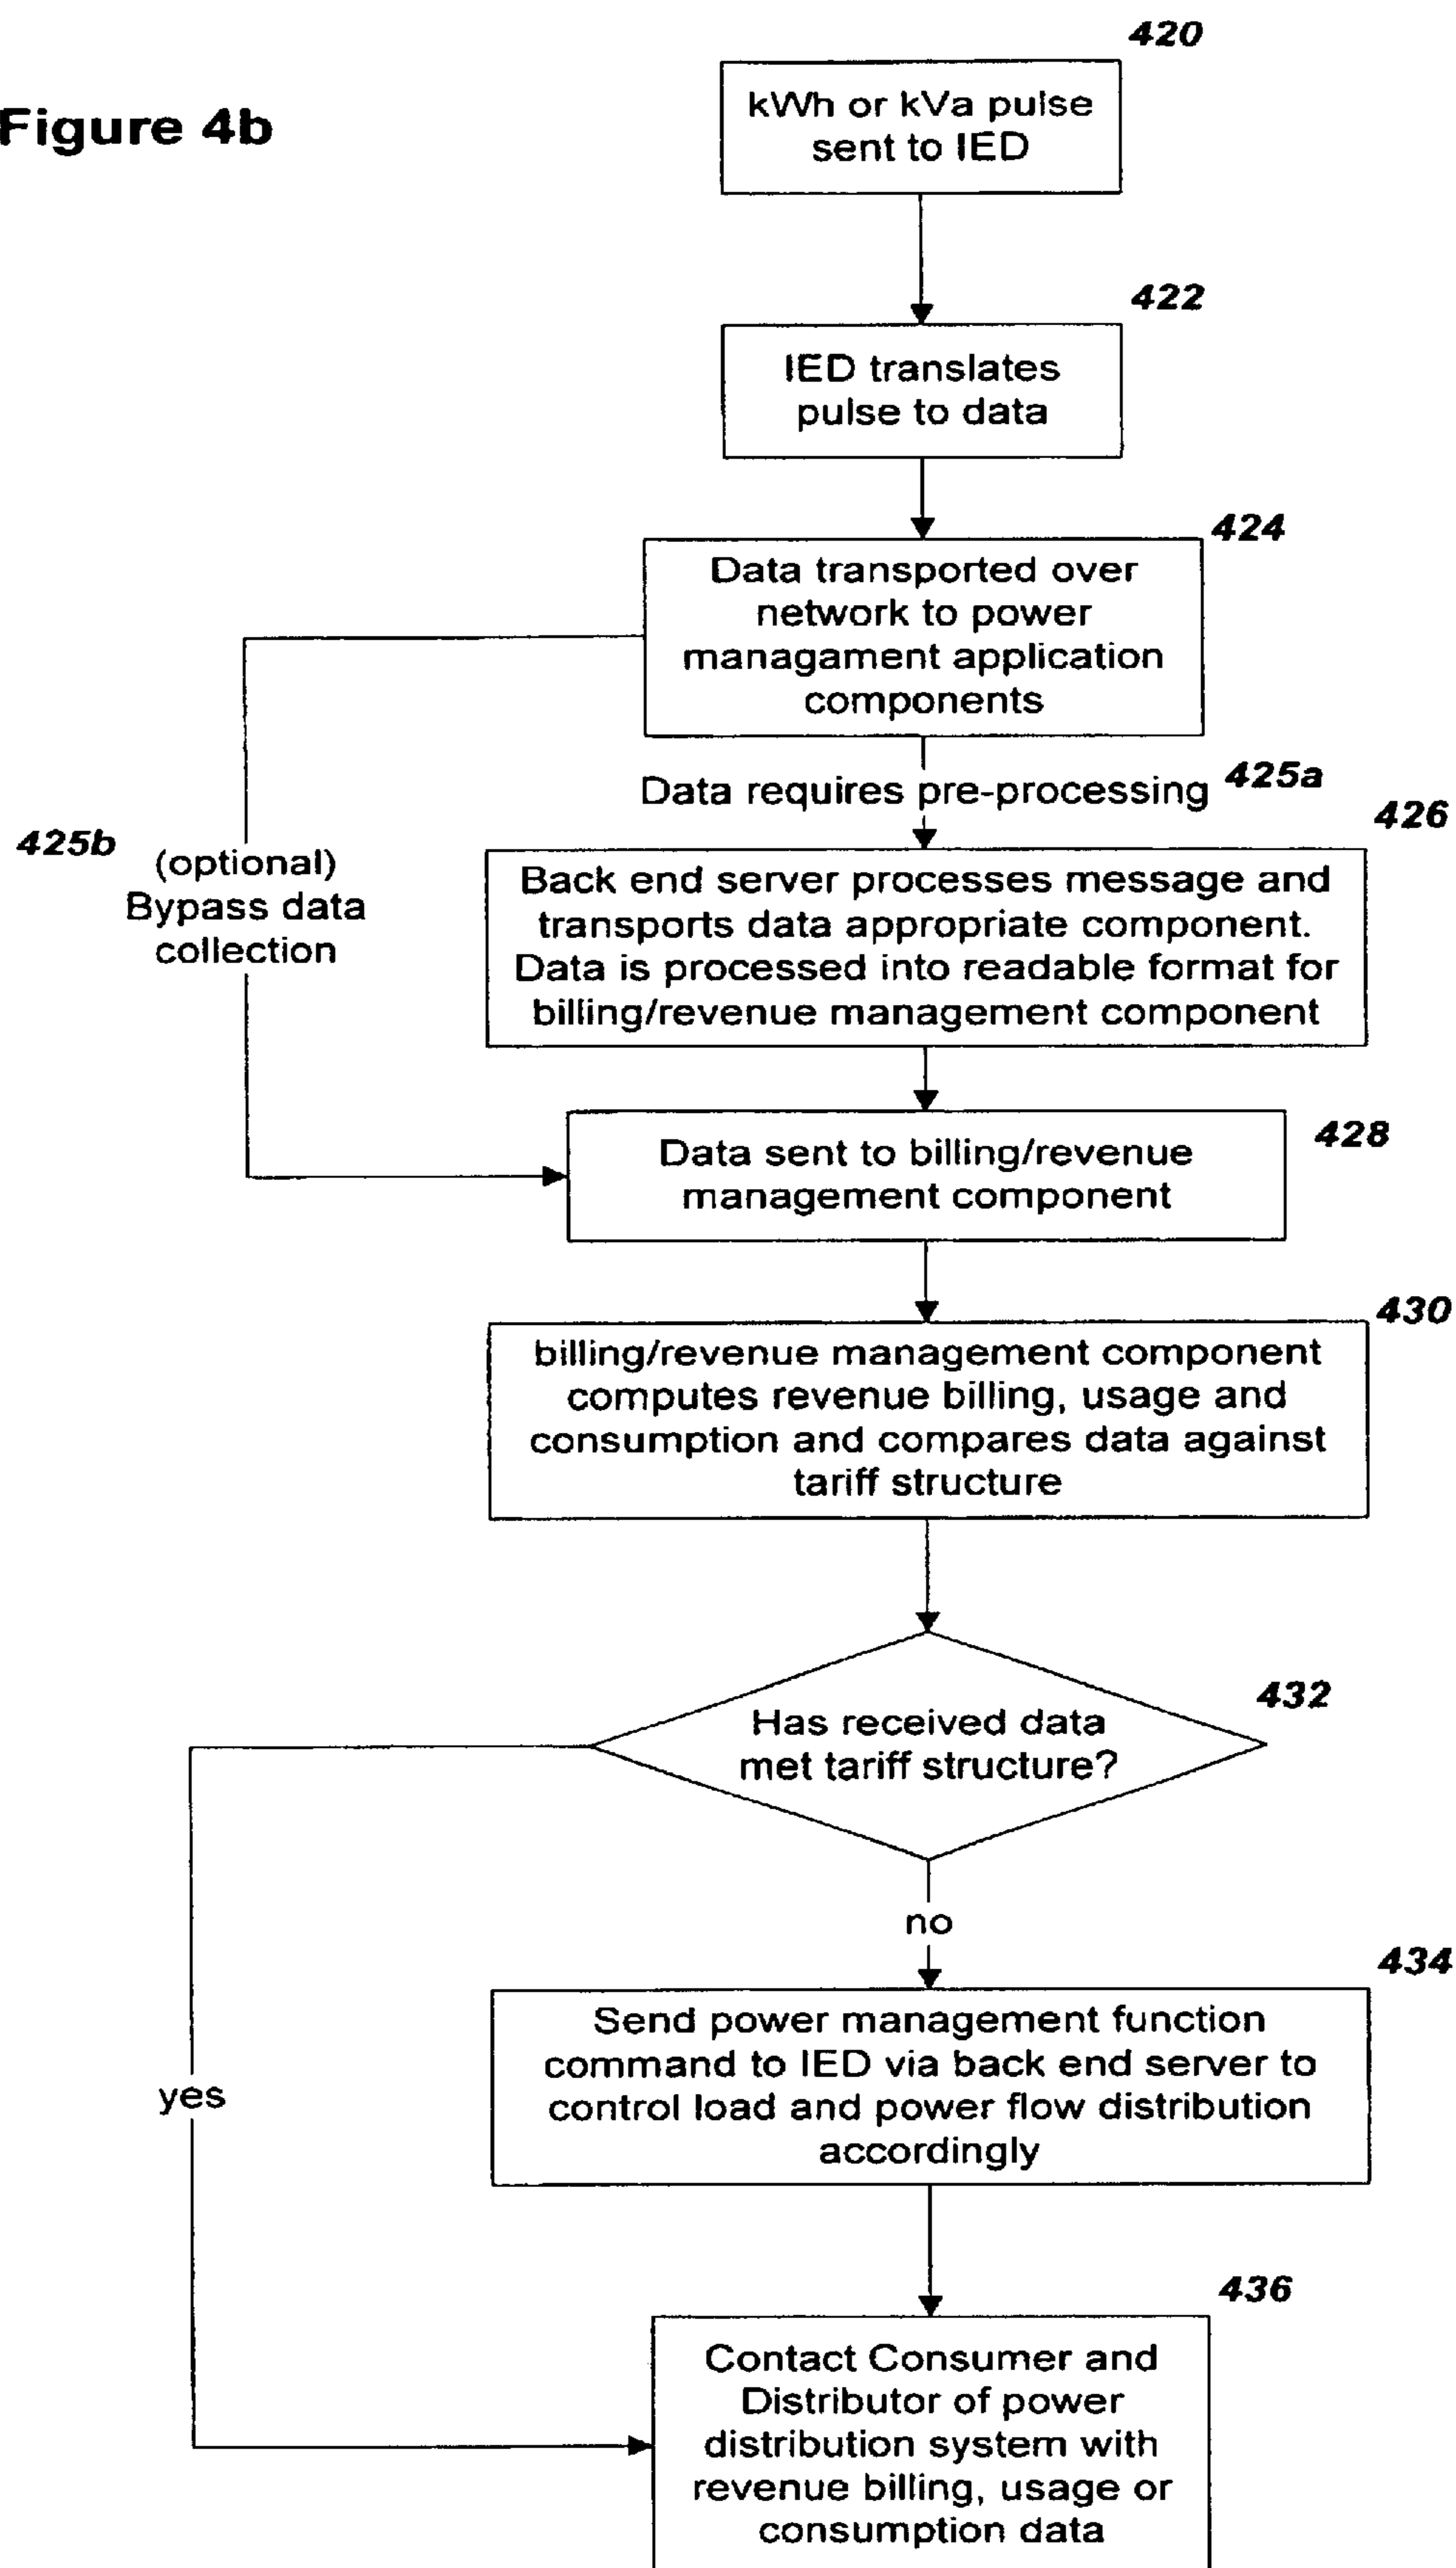 420
Figure 4b
kWh or kVa pulse
sent to IED
422
IED translates
pulse to data
424
Data transported over
network to power
managament application
components
Data requires pre-processing 425a
426
425b
(optional)
Bypass data
collection
Back end server processes message and
transports data appropriate component.
Data is processed into readable format for
billing/revenue management component
428
Data sent to billing/revenue
management component
430
billing/revenue management component
computes revenue billing, usage and
consumption and compares data against
tariff structure
432
Has received data
met tariff structure?
no
434
Send power management function
command to IED via back end server to
control load and power flow distribution
accordingly
yes
436
Contact Consumer and
Distributor of power
distribution system with
revenue billing, usage or
consumption data